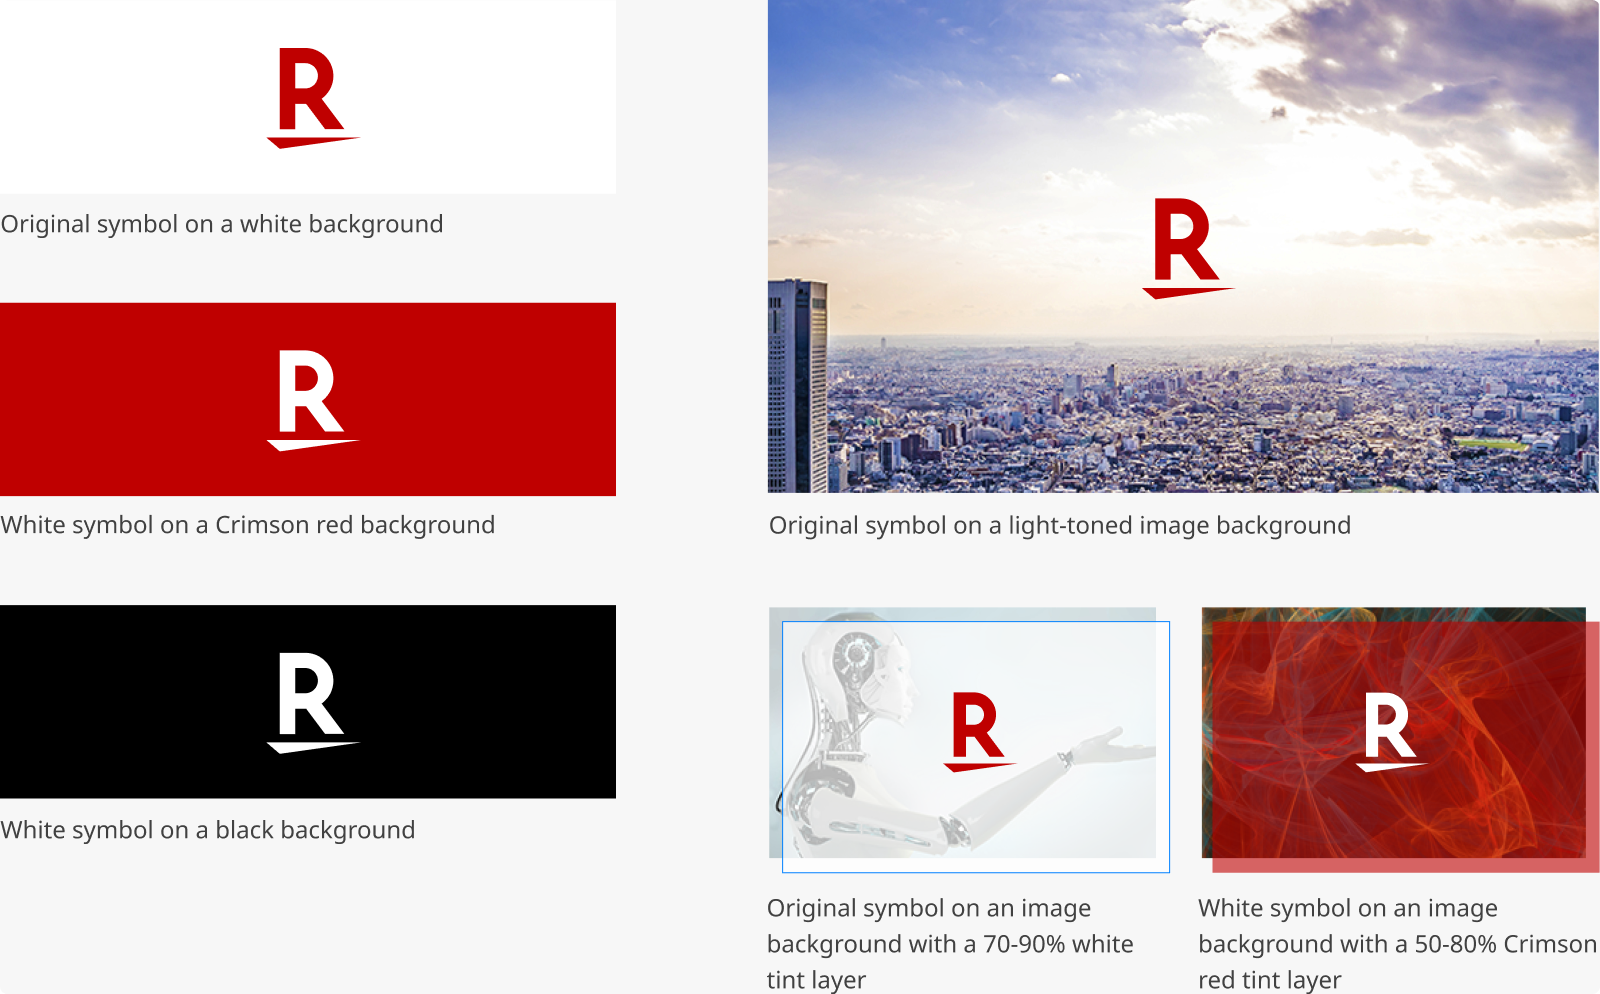 R
Original symbol on a white background
R
White symbol on a Crimson red background
R
White symbol on a black background
R
Original symbol on a light-toned image background
R
Original symbol on an image
background with a 70-90% white
tint layer
R
White symbol on an image
background with a 50-80% Crimson
red tint layer